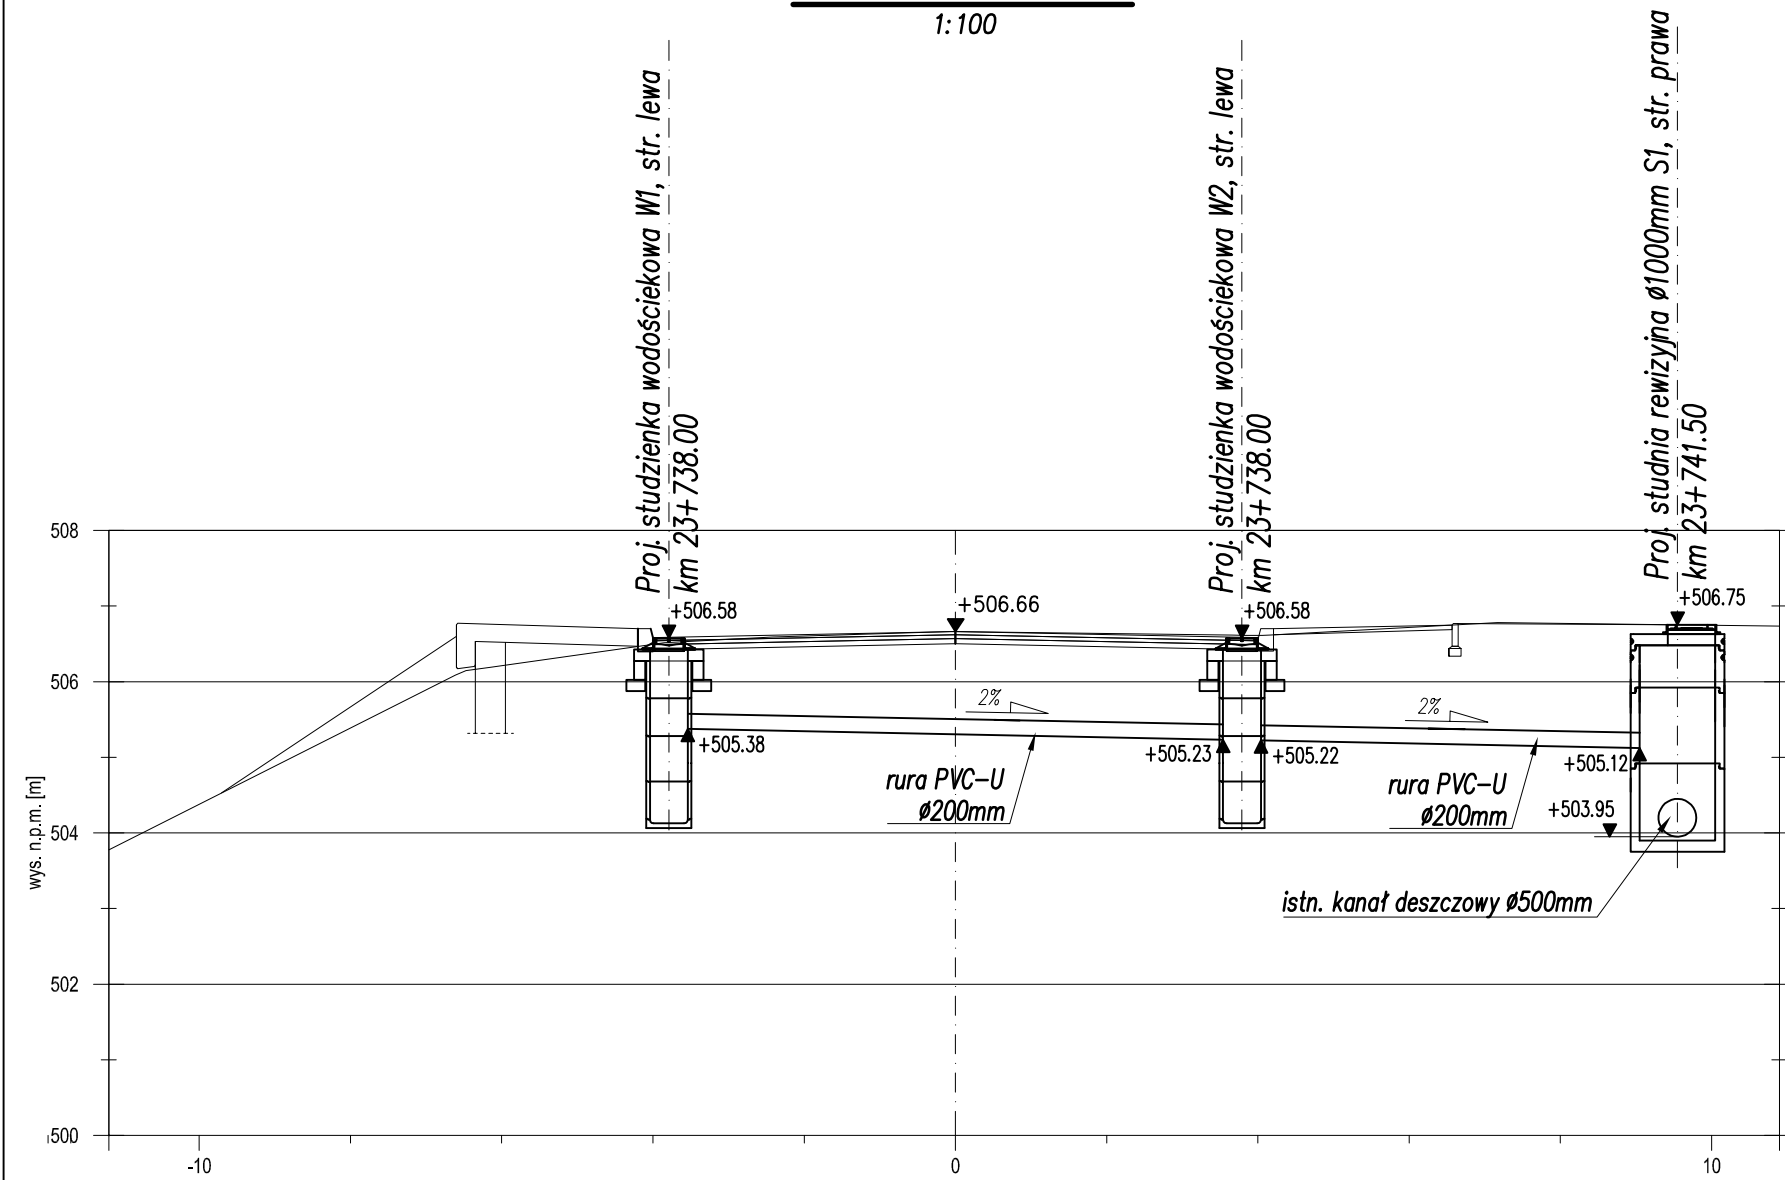 1:100
Proj. studzienka wodościekowa W1, str. lewa
km 23+738.00
Proj. studzienka wodościekowa W2, str. lewa
km 23+738.00
Proj. studnia rewizyjna ø1000mm S1, str. prawa
km 23+741.50
508
+506.58
+506.66
+506.58
+506.75
506
2%
2%
+505.38
+505.23
+505.22
+505.12
rura PVC-U
ø200mm
rura PVC-U
ø200mm
+503.95
504
wys. n.p.m. [m]
istn. kanał deszczowy ø500mm
502
500
-10
0
10